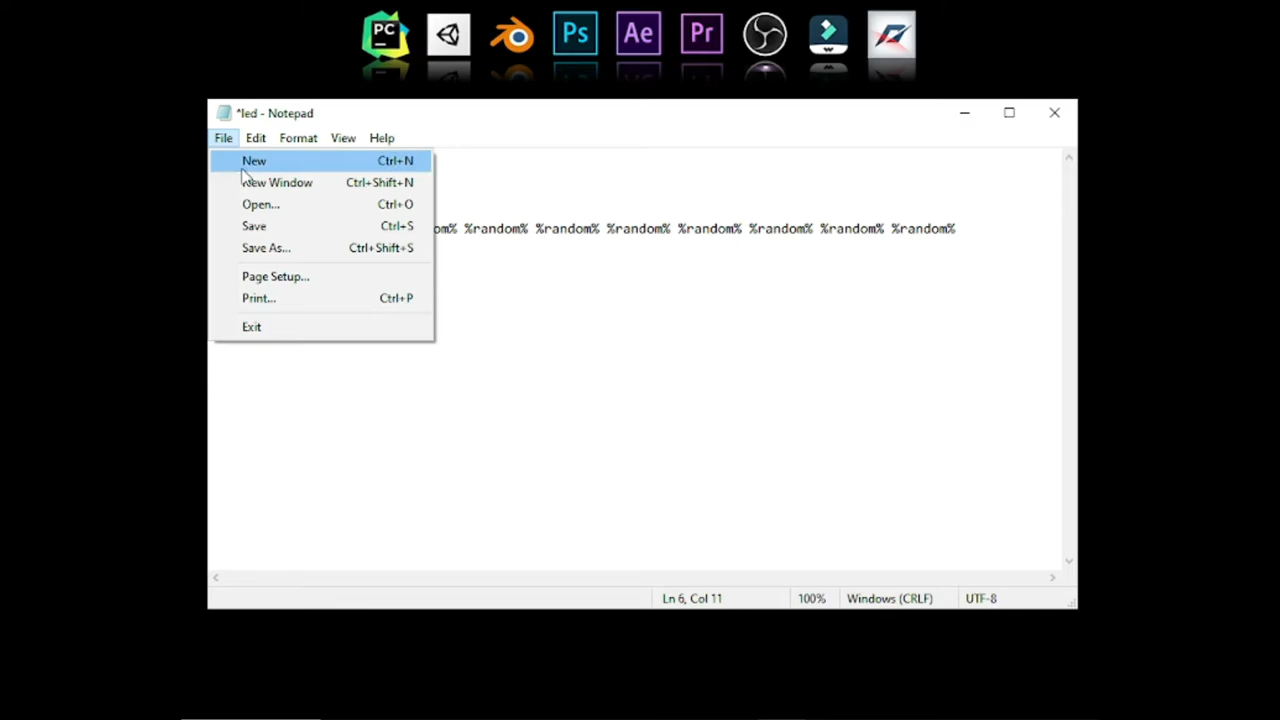 PC
Ps
Ae
Pr
*led - Notepad
File Edit Format View Help
New Ctrl+N
New Window Ctrl+Shift+N
Open... Ctrl+O
Save Ctrl+S
%random% %random% %random% %random% %random% %random% %random%
Save As... Ctrl+Shift+S
Page Setup...
Print... Ctrl+P
Exit
Ln 6, Col 11 100% Windows (CRLF) UTF-8